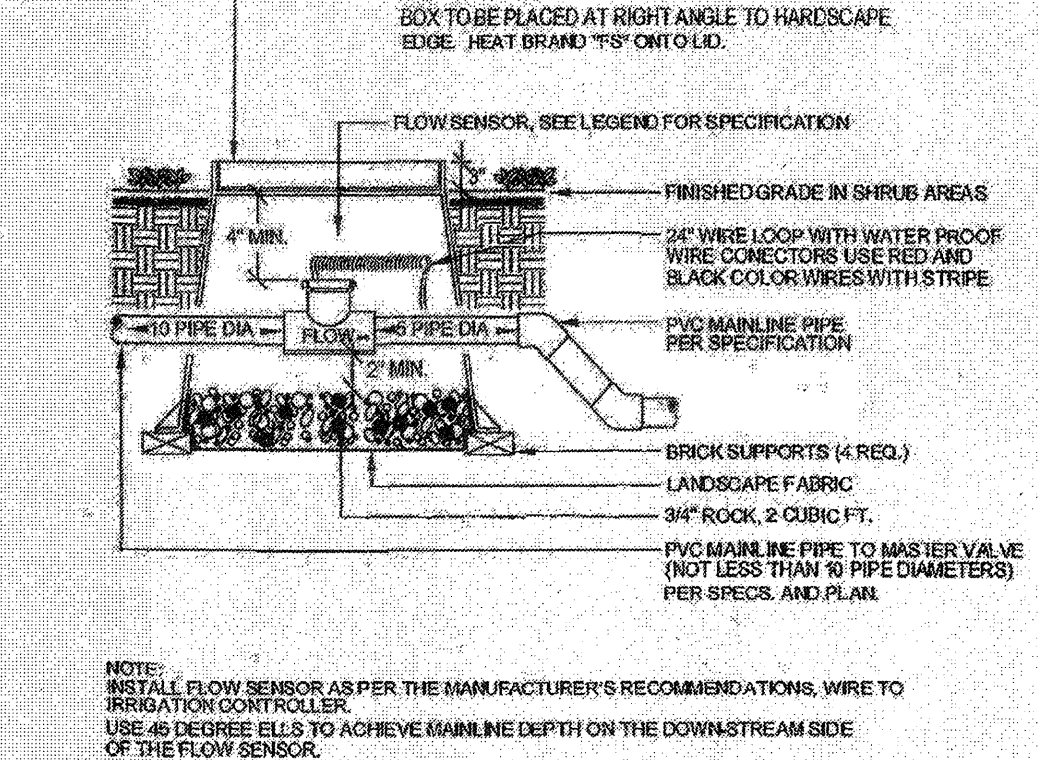 BOX TO BE PLACED AT RIGHT ANGLE TO HARDSCAPE
EDGE. HEAT BRAND "FS" ONTO LID.
FLOW SENSOR, SEE LEGEND FOR SPECIFICATION
3"
FINISHED GRADE IN SHRUB AREAS
4" MIN.
24" WIRE LOOP WITH WATER PROOF
WIRE CONECTORS USE RED AND
BLACK COLOR WIRES WITH STRIPE
10 PIPE DIA
FLOW
5 PIPE DIA
PVC MAINLINE PIPE
PER SPECIFICATION
2" MIN.
BRICK SUPPORTS (4 REQ.)
LANDSCAPE FABRIC
3/4" ROCK, 2 CUBIC FT.
PVC MAINLINE PIPE TO MASTER VALVE
(NOT LESS THAN 10 PIPE DIAMETERS)
PER SPECS. AND PLAN.
NOTE:
INSTALL FLOW SENSOR AS PER THE MANUFACTURER'S RECOMMENDATIONS, WIRE TO
IRRIGATION CONTROLLER.
USE 45 DEGREE ELLS TO ACHIEVE MAINLINE DEPTH ON THE DOWN-STREAM SIDE
OF THE FLOW SENSOR.